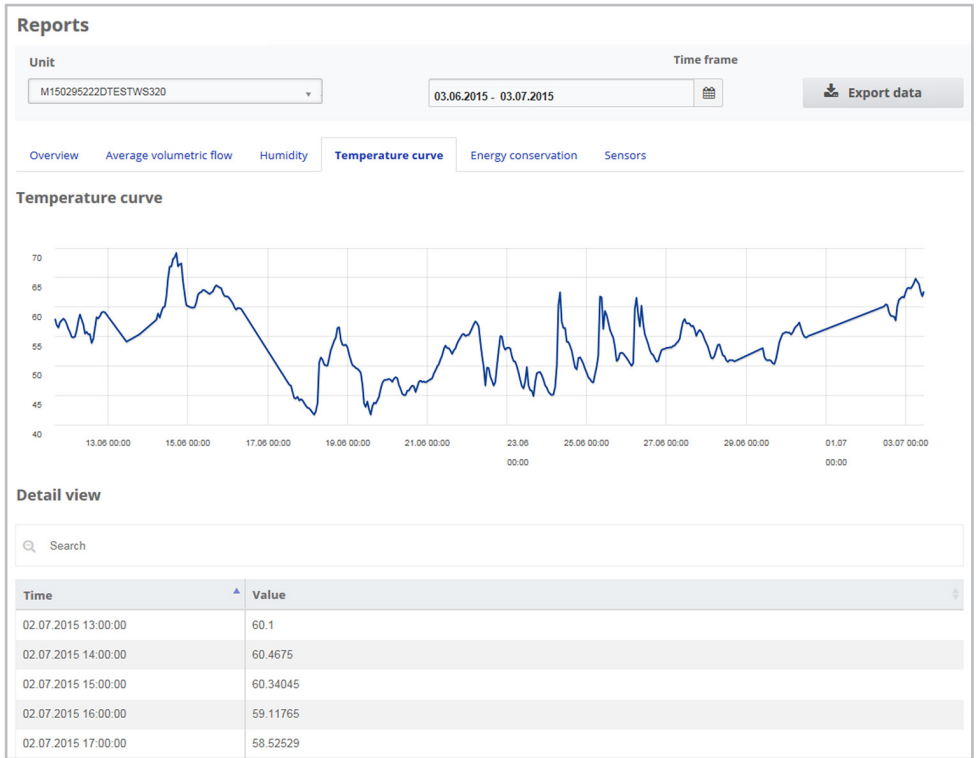 Reports
Unit
Time frame
M150295222DTESTWS320
03.06.2015 - 03.07.2015
Export data
Overview Average volumetric flow Humidity Temperature curve Energy conservation Sensors
Temperature curve
70
65
60
55
50
45
40
13.06 00:00 15.06 00:00 17.06 00:00 19.06 00:00 21.06 00:00 23.06 25.06 00:00 27.06 00:00 29.06 00:00 01.07 03.07 00:00
00:00 00:00
Detail view
Search
Time Value
02.07.2015 13:00:00 60.1
02.07.2015 14:00:00 60.4675
02.07.2015 15:00:00 60.34045
02.07.2015 16:00:00 59.11765
02.07.2015 17:00:00 58.52529